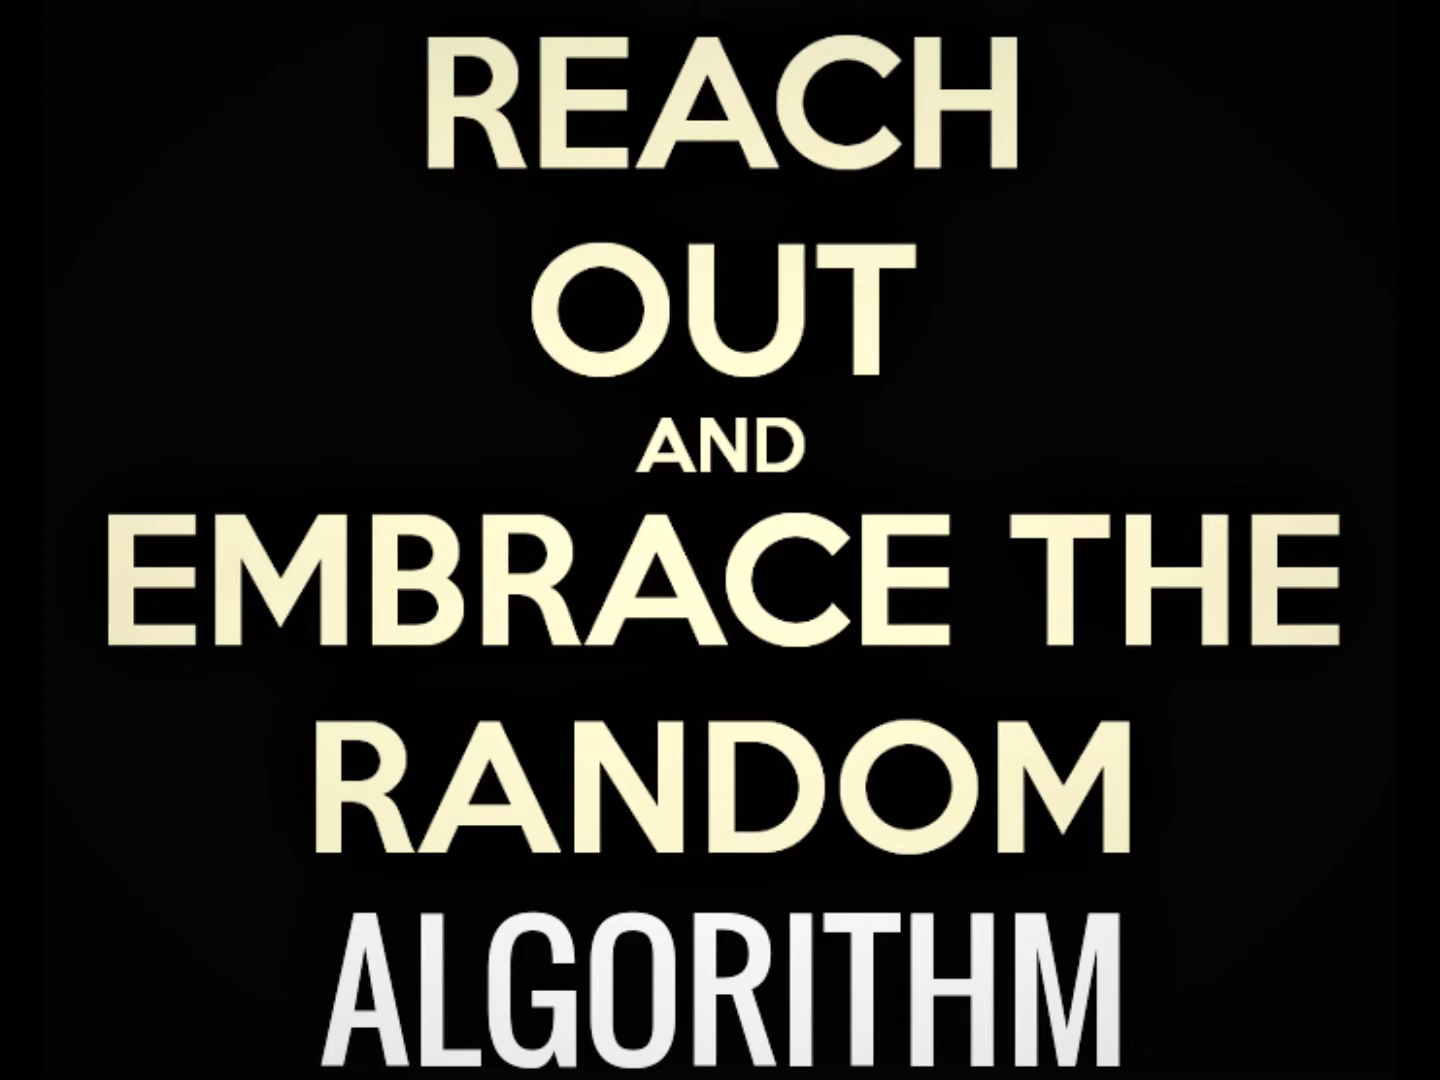 REACH
OUT
AND
EMBRACE THE
RANDOM
ALGORITHM